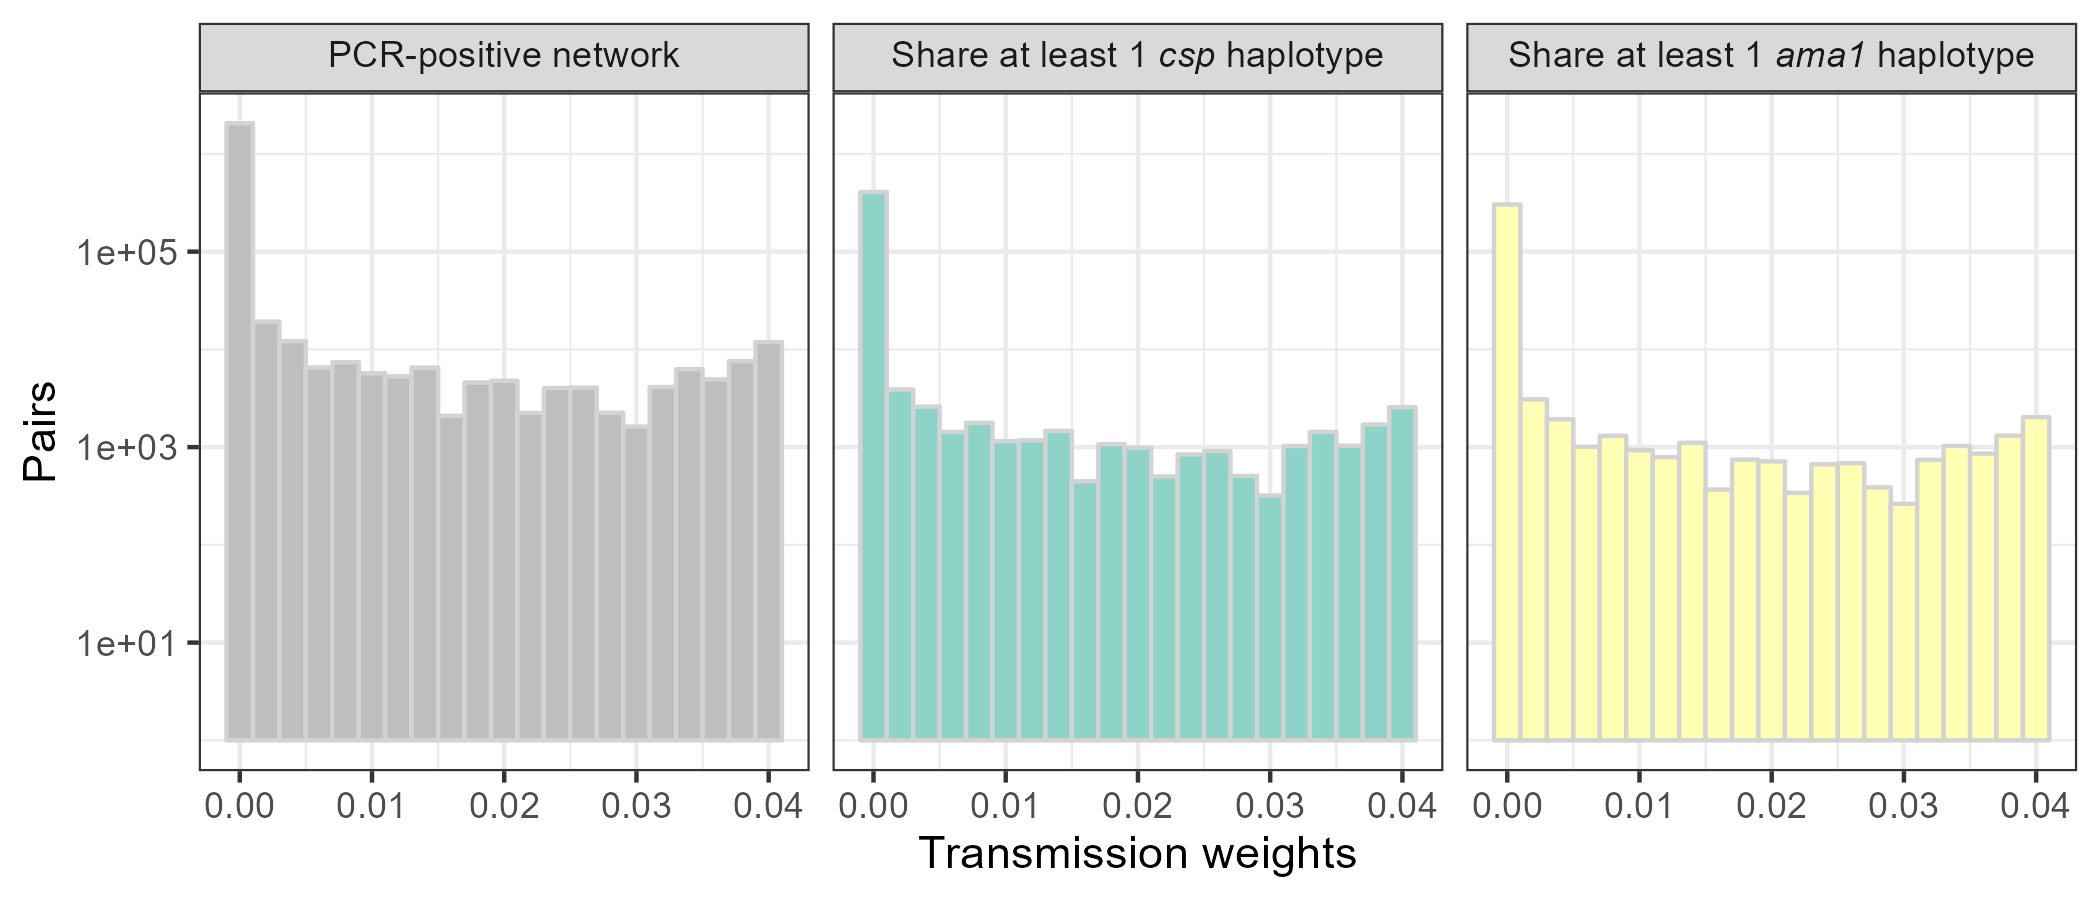 PCR-positive network
Share at least 1 csp haplotype
Share at least 1 ama1 haplotype
Pairs
1e+05
1e+03
1e+01
0.00 0.01 0.02 0.03 0.04
0.00 0.01 0.02 0.03 0.04
0.00 0.01 0.02 0.03 0.04
Transmission weights